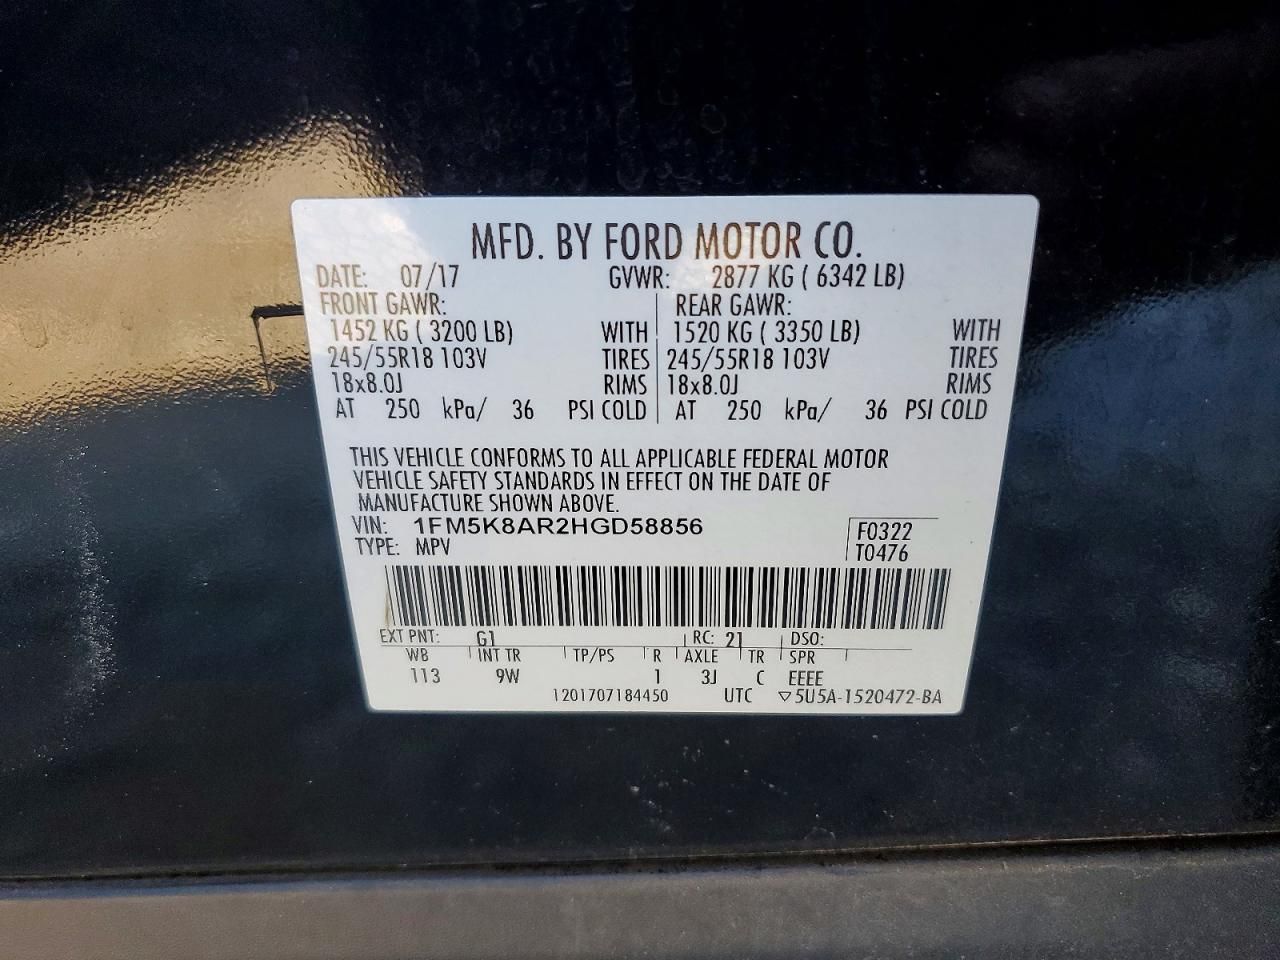 MFD. BY FORD MOTOR CO.
DATE: 07/17 GVWR: 2877 KG ( 6342 LB)
FRONT GAWR: REAR GAWR:
1452 KG ( 3200 LB) WITH 1520 KG ( 3350 LB) WITH
245/55R18 103V TIRES 245/55R18 103V TIRES
18x8.0J RIMS 18x8.0J RIMS
AT 250 kPa/ 36 PSI COLD AT 250 kPa/ 36 PSI COLD
THIS VEHICLE CONFORMS TO ALL APPLICABLE FEDERAL MOTOR
VEHICLE SAFETY STANDARDS IN EFFECT ON THE DATE OF
MANUFACTURE SHOWN ABOVE.
VIN: 1FM5K8AR2HGD58856 F0322
TYPE: MPV T0476
EXT PNT: G1 RC: 21 DSO:
WB INT TR TP/PS R AXLE TR SPR
113 9W 1 3J C EEEE
1201707184450 UTC ▽5U5A-1520472-BA